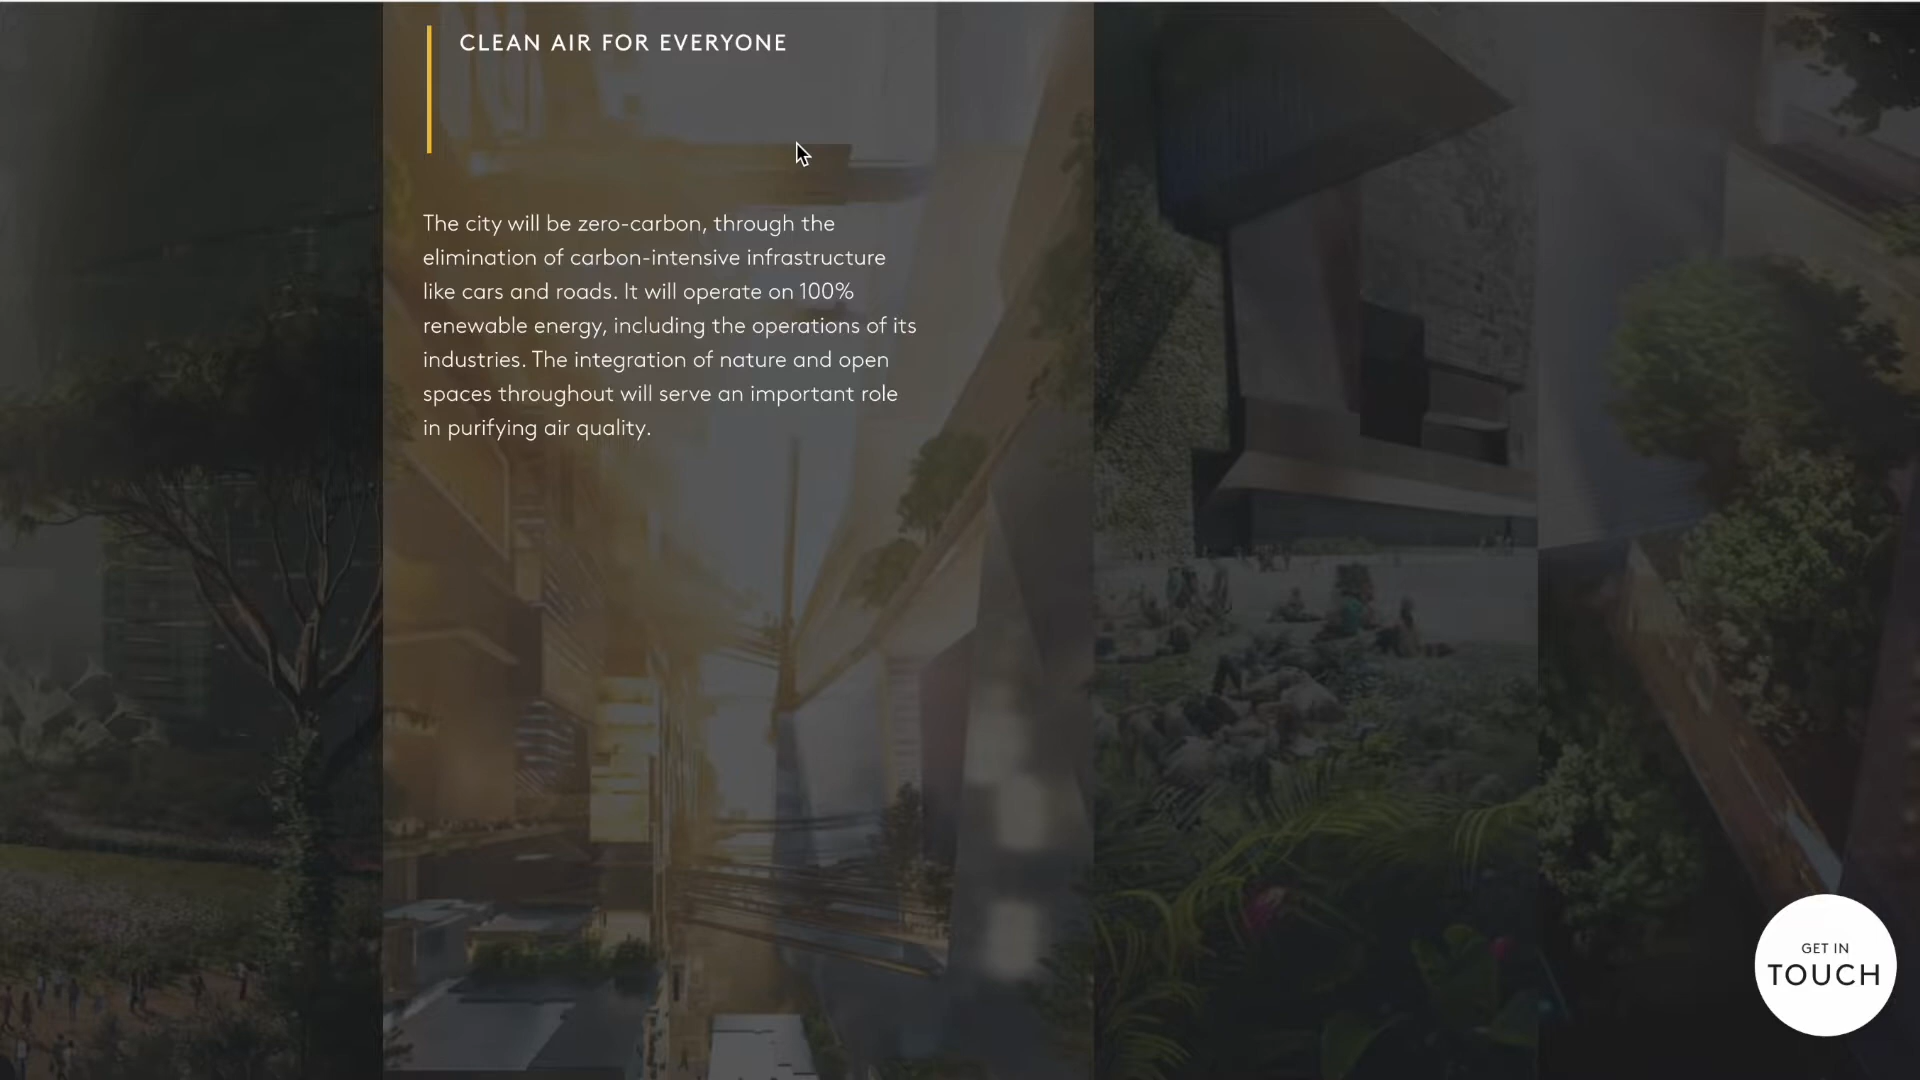 CLEAN AIR FOR EVERYONE
The city will be zero-carbon, through the
elimination of carbon-intensive infrastructure
like cars and roads. It will operate on 100%
renewable energy, including the operations of its
industries. The integration of nature and open
spaces throughout will serve an important role
in purifying air quality.
GET IN
TOUCH